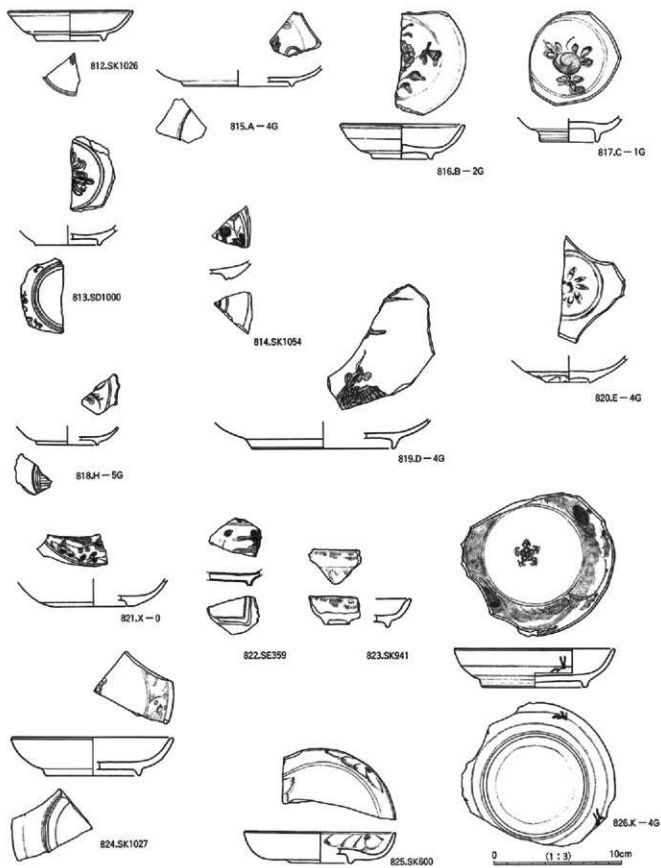 812.SK1026
815.A－4G
816.B－2G
817.C－1G
813.SD1000
814.SK1054
820.E－4G
818.H－5G
819.D－4G
821.X－0
822.SE359
823.SK941
824.SK1027
825.SK600
826.K－4G
0 (1：3) 10cm